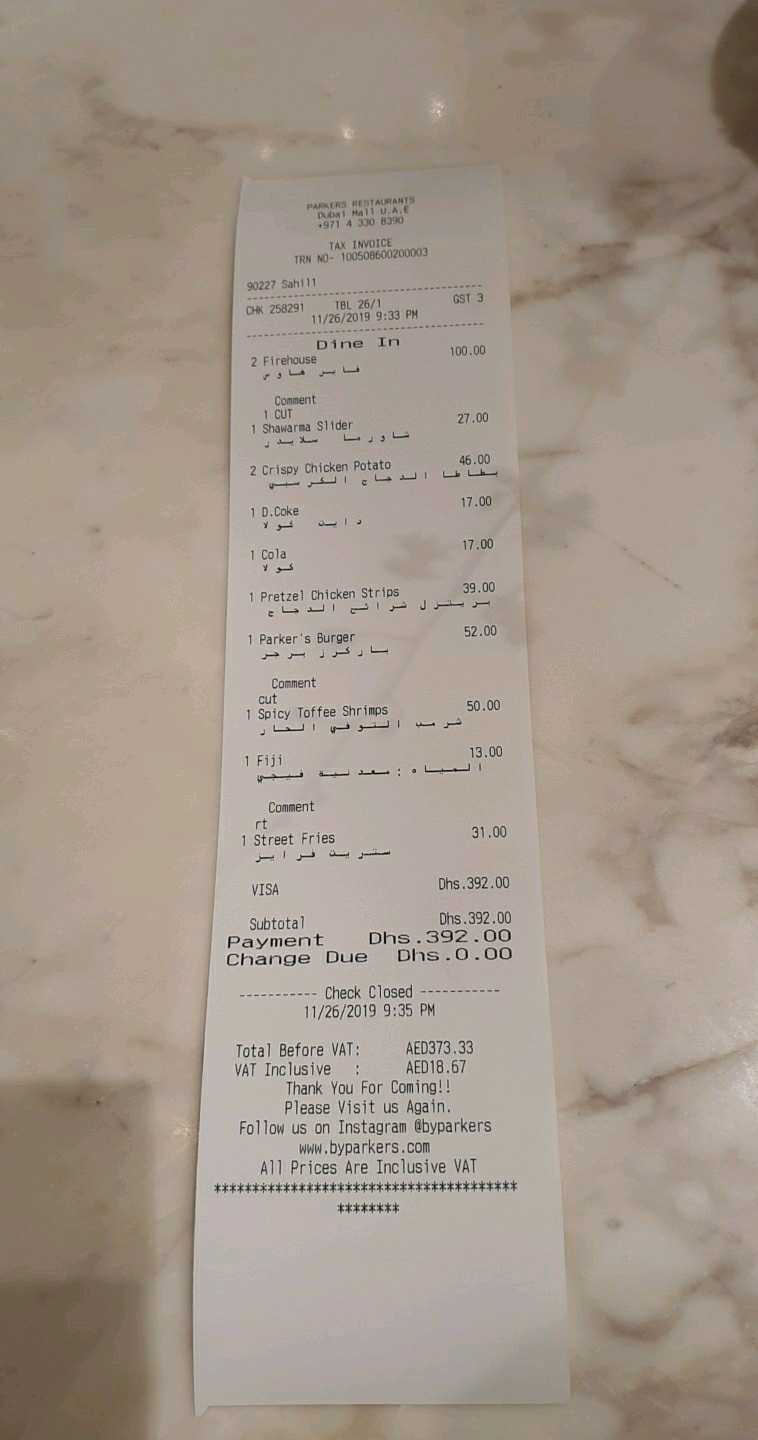 PARKERS RESTAURANTS
Dubai Mall U.A.E
+971 4 330 8390
TAX INVOICE
TRN NO- 100508600200003
90227 Sahill
--------------------------------
CHK 258291 TBL 26/1 GST 3
11/26/2019 9:33 PM
--------------------------------
Dine In
2 Firehouse 100.00
فاير هاوس
Comment
1 CUT
1 Shawarma Slider 27.00
شاورما سلايدر
2 Crispy Chicken Potato 46.00
بطاطا الدجاج الكرسبي
1 D.Coke 17.00
دايت كولا
1 Cola 17.00
كولا
1 Pretzel Chicken Strips 39.00
بريتزل شرائح الدجاج
1 Parker's Burger 52.00
باركرز برجر
Comment
cut
1 Spicy Toffee Shrimps 50.00
شرمب التوفي الحار
1 Fiji 13.00
المياه : معدنية فيجي
Comment
rt
1 Street Fries 31.00
ستريت فرايز
VISA Dhs.392.00
Subtotal Dhs.392.00
Payment Dhs.392.00
Change Due Dhs.0.00
----------- Check Closed -----------
11/26/2019 9:35 PM
Total Before VAT: AED373.33
VAT Inclusive : AED18.67
Thank You For Coming!!
Please Visit us Again.
Follow us on Instagram @byparkers
www.byparkers.com
All Prices Are Inclusive VAT
****************************************
********